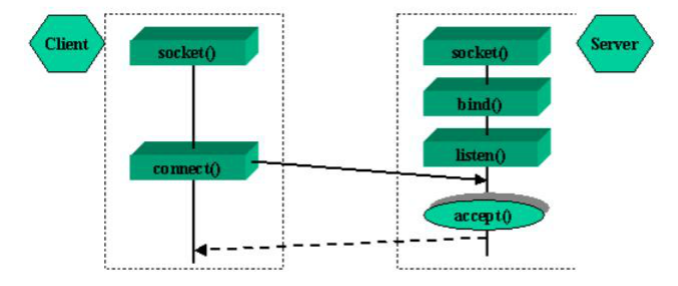 Client
socket()
connect()
socket()
bind()
listen()
accept()
Server